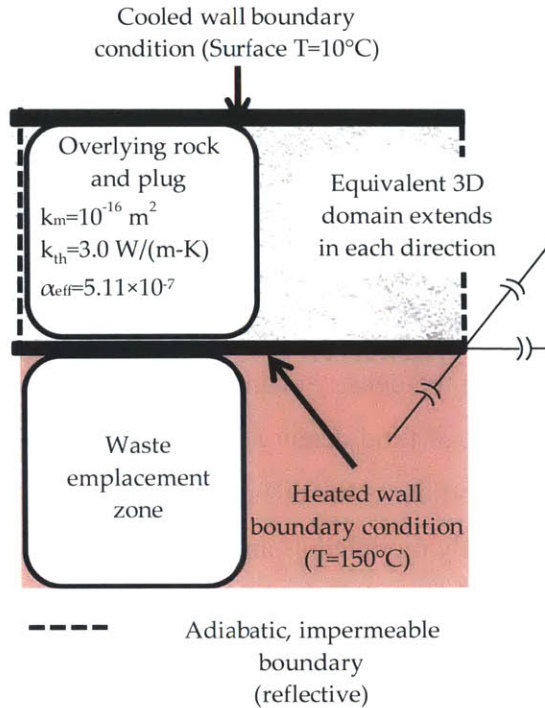 Cooled wall boundary
condition (Surface T=10°C)
Overlying rock
and plug
km=10⁻¹⁶ m²
kth=3.0 W/(m-K)
αeff=5.11×10⁻⁷
Equivalent 3D
domain extends
in each direction
Waste
emplacement
zone
Heated wall
boundary condition
(T=150°C)
Adiabatic, impermeable
boundary
(reflective)